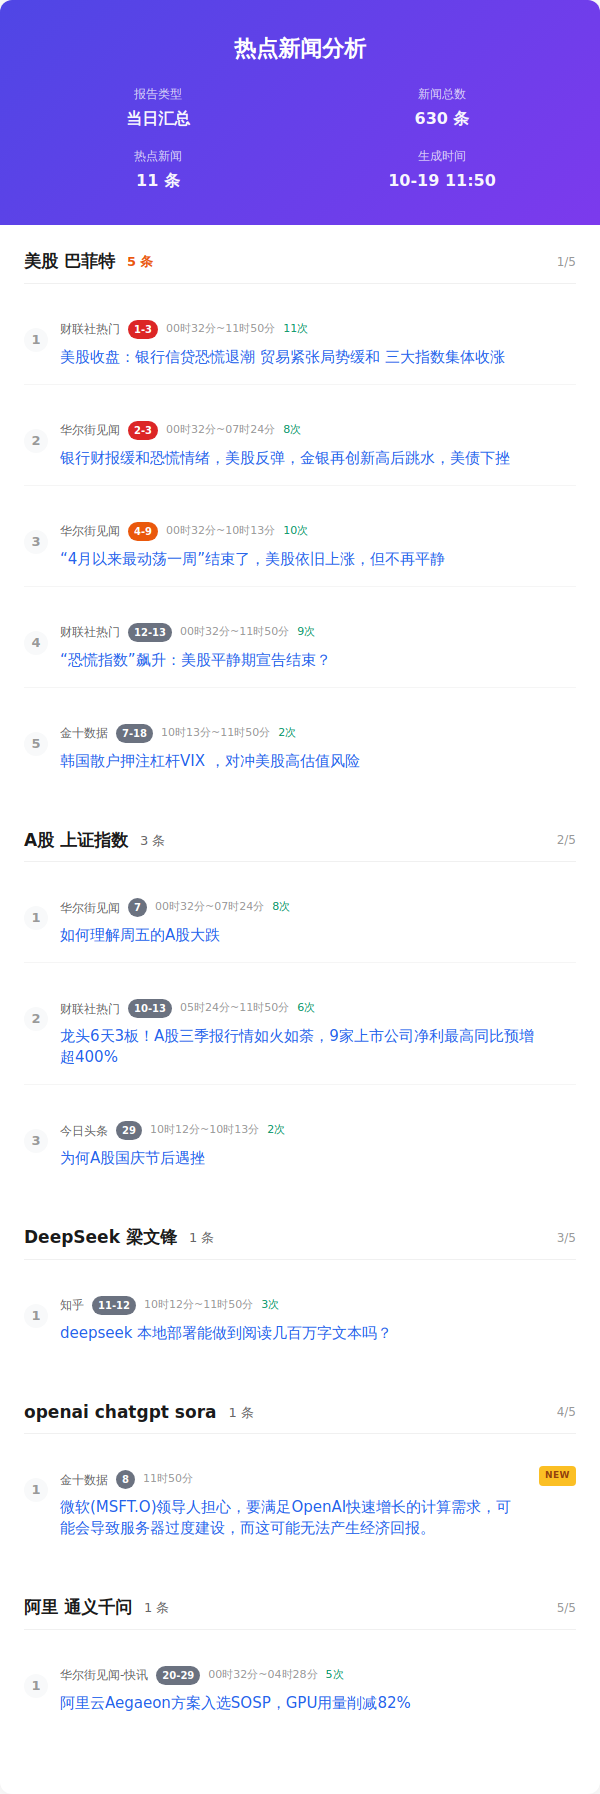 热点新闻分析
报告类型
新闻总数
当日汇总
630 条
热点新闻
生成时间
11 条
10-19 11:50
美股 巴菲特 5 条 1/5
1 财联社热门 1-3 00时32分~11时50分 11次
美股收盘：银行信贷恐慌退潮 贸易紧张局势缓和 三大指数集体收涨
2 华尔街见闻 2-3 00时32分~07时24分 8次
银行财报缓和恐慌情绪，美股反弹，金银再创新高后跳水，美债下挫
3 华尔街见闻 4-9 00时32分~10时13分 10次
“4月以来最动荡一周”结束了，美股依旧上涨，但不再平静
4 财联社热门 12-13 00时32分~11时50分 9次
“恐慌指数”飙升：美股平静期宣告结束？
5 金十数据 7-18 10时13分~11时50分 2次
韩国散户押注杠杆VIX ，对冲美股高估值风险
A股 上证指数 3 条 2/5
1 华尔街见闻 7 00时32分~07时24分 8次
如何理解周五的A股大跌
2 财联社热门 10-13 05时24分~11时50分 6次
龙头6天3板！A股三季报行情如火如荼，9家上市公司净利最高同比预增
超400%
3 今日头条 29 10时12分~10时13分 2次
为何A股国庆节后遇挫
DeepSeek 梁文锋 1 条 3/5
1 知乎 11-12 10时12分~11时50分 3次
deepseek 本地部署能做到阅读几百万字文本吗？
openai chatgpt sora 1 条 4/5
1 金十数据 8 11时50分 NEW
微软(MSFT.O)领导人担心，要满足OpenAI快速增长的计算需求，可
能会导致服务器过度建设，而这可能无法产生经济回报。
阿里 通义千问 1 条 5/5
1 华尔街见闻-快讯 20-29 00时32分~04时28分 5次
阿里云Aegaeon方案入选SOSP，GPU用量削减82%